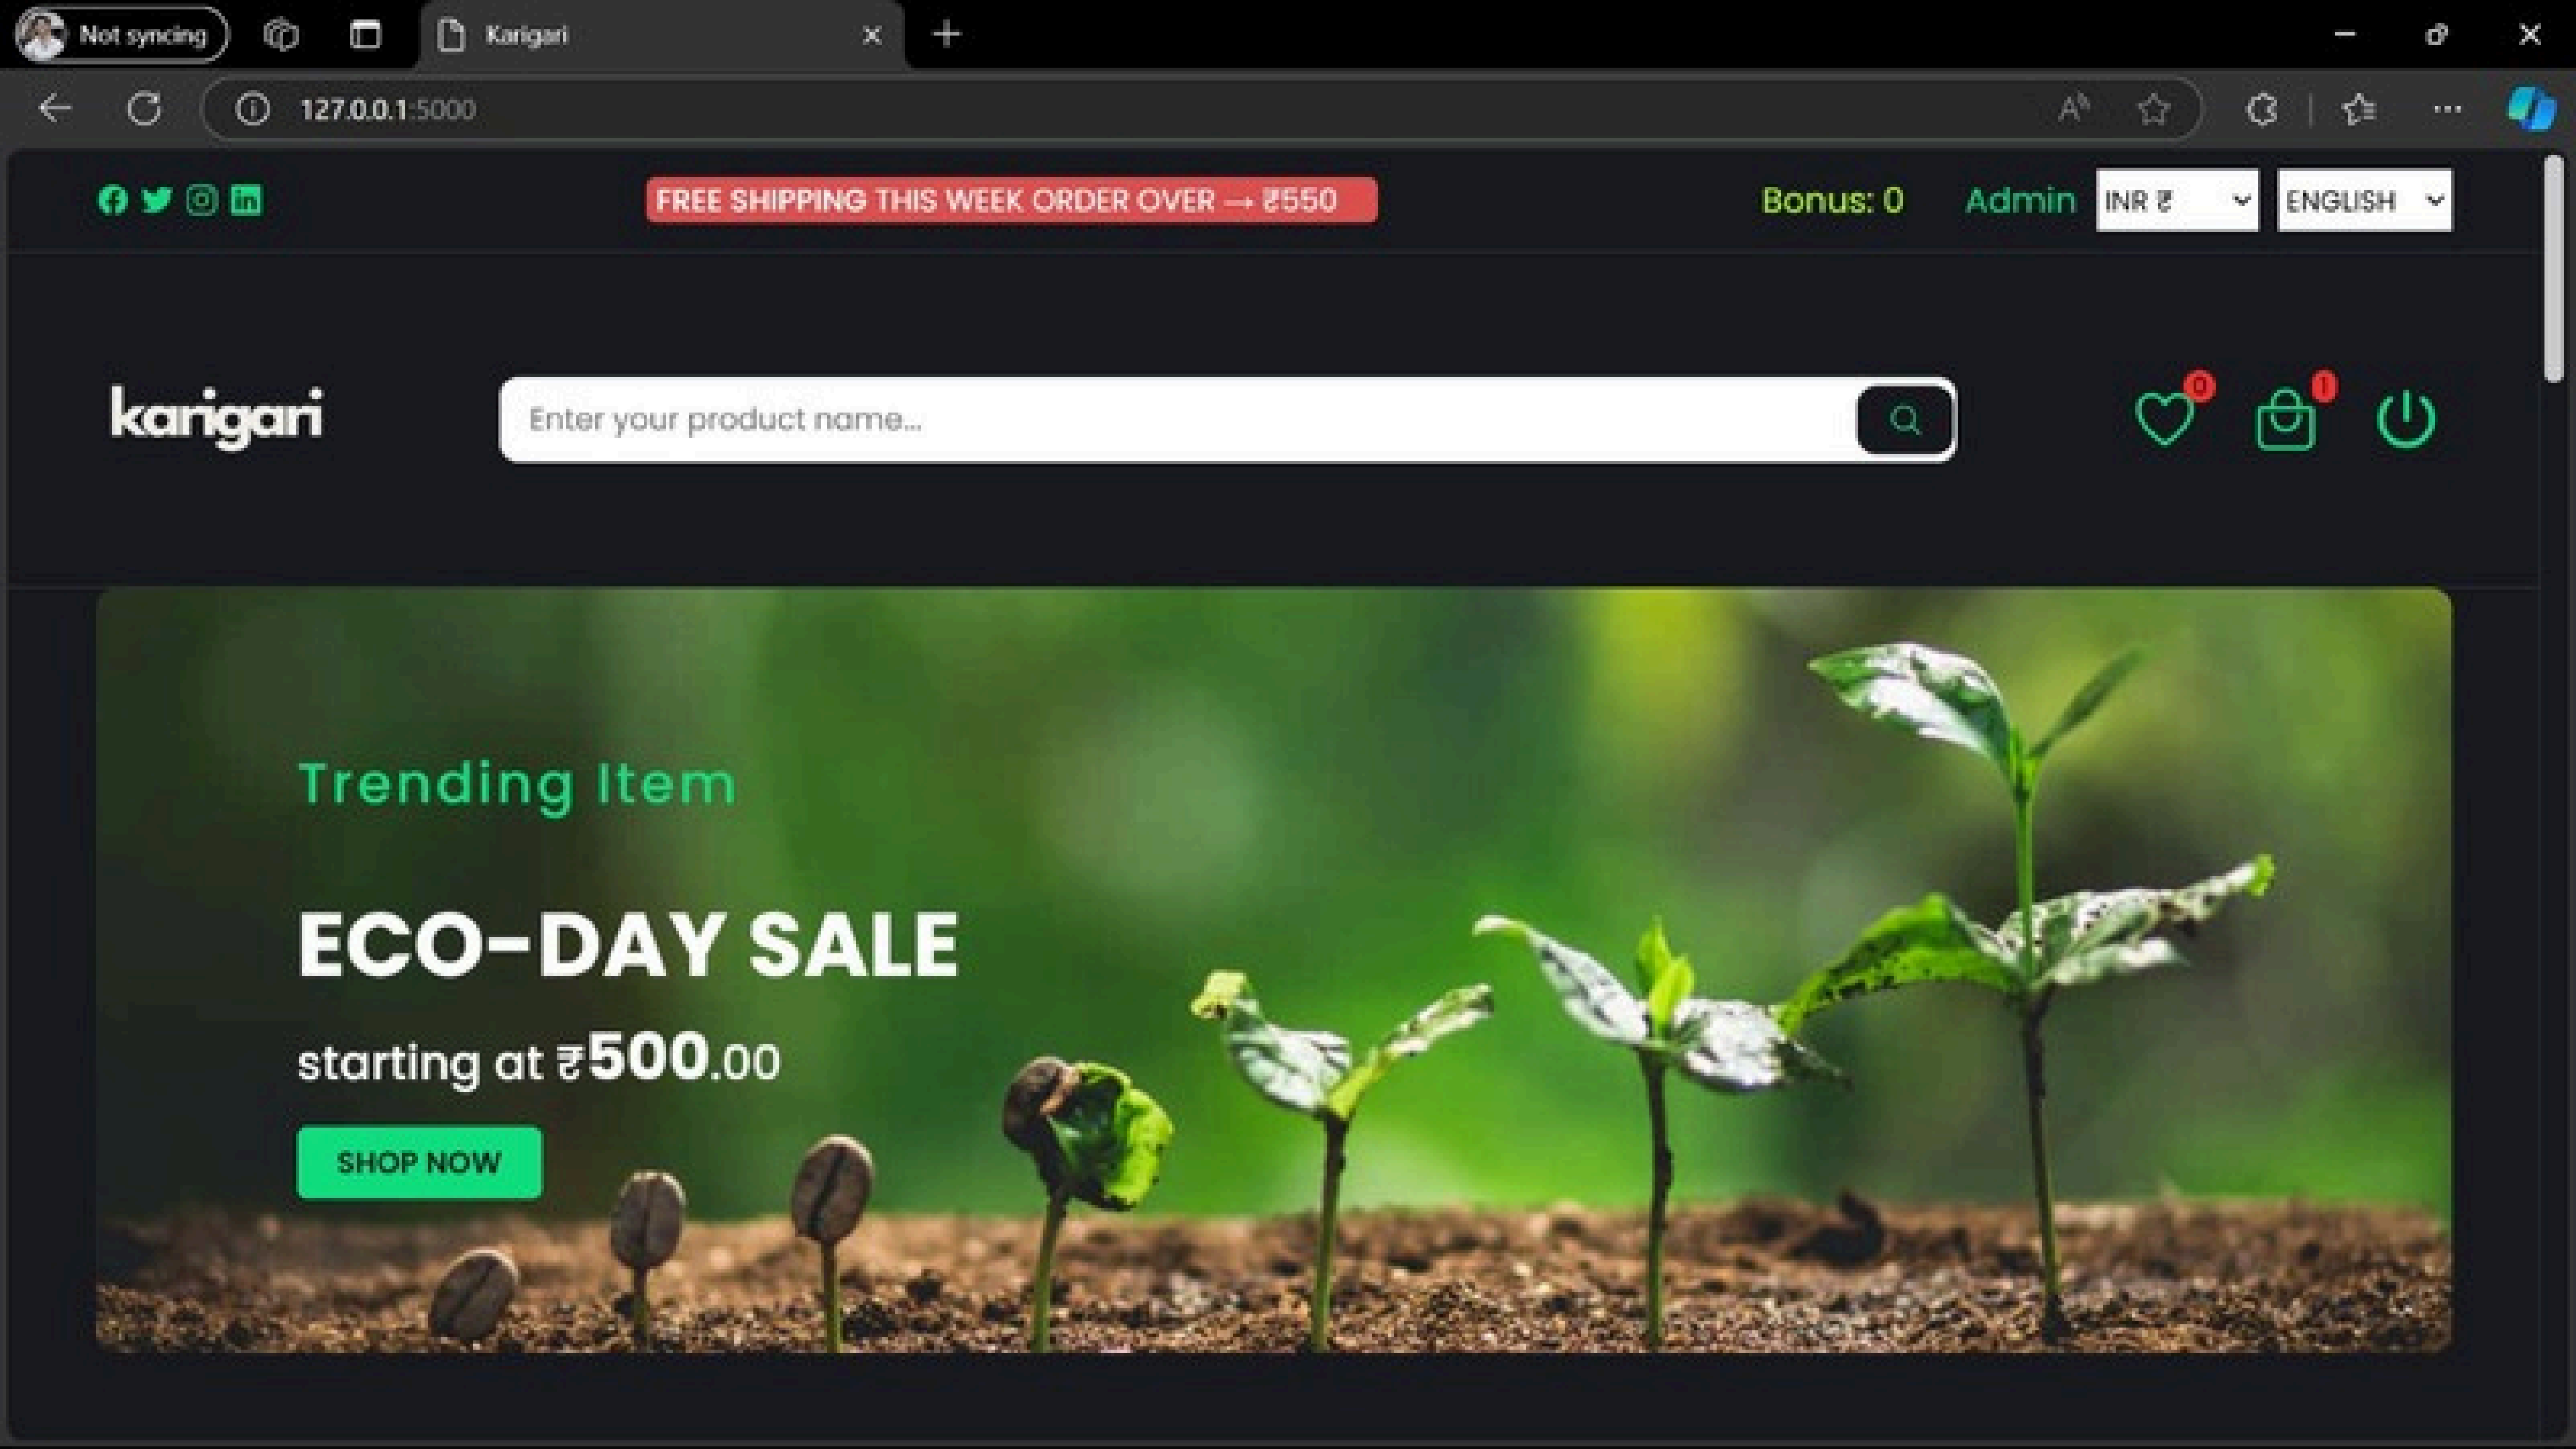 Not syncing
Karigari
127.0.0.1:5000
FREE SHIPPING THIS WEEK ORDER OVER → ₹550
Bonus: 0
Admin
INR ₹
ENGLISH
karigari
Enter your product name...
0
1
Trending Item
ECO-DAY SALE
starting at ₹500.00
SHOP NOW